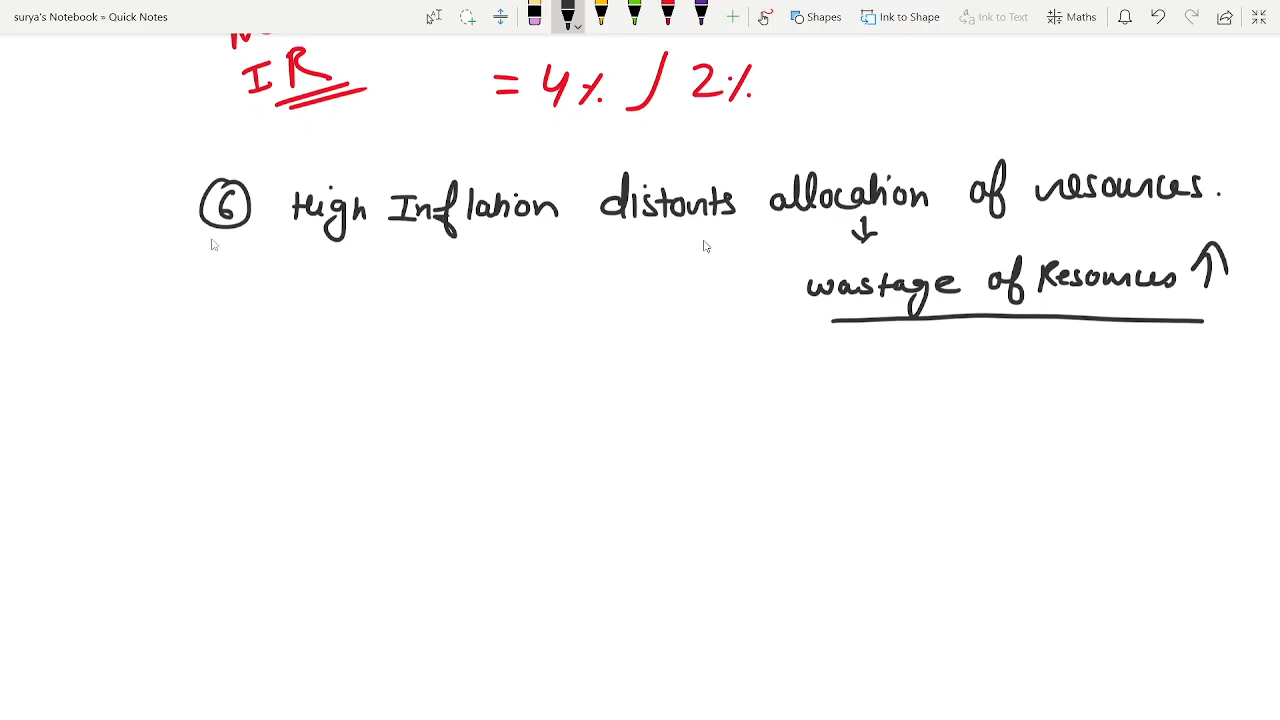 surya's Notebook » Quick Notes
Shapes Ink to Shape Ink to Text Maths
IR = 4% 2%
6 High Inflation distorts allocation of resources.
↓
wastage of Resources ↑